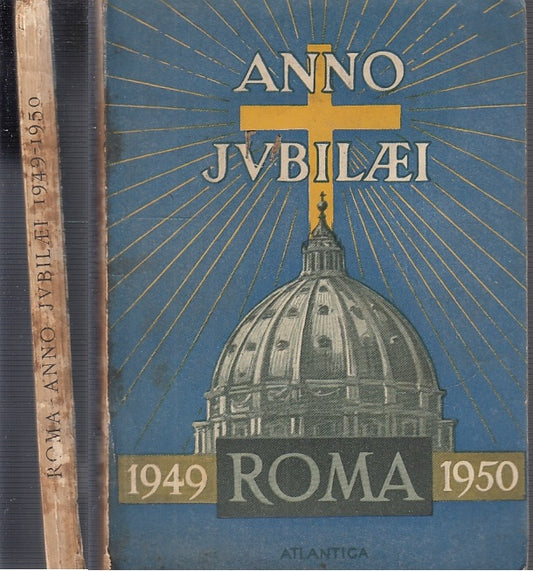 ROMA - ANNO JVBILÆI 1949-1950
ANNO
JVBILÆI
1949 ROMA 1950
ATLANTICA